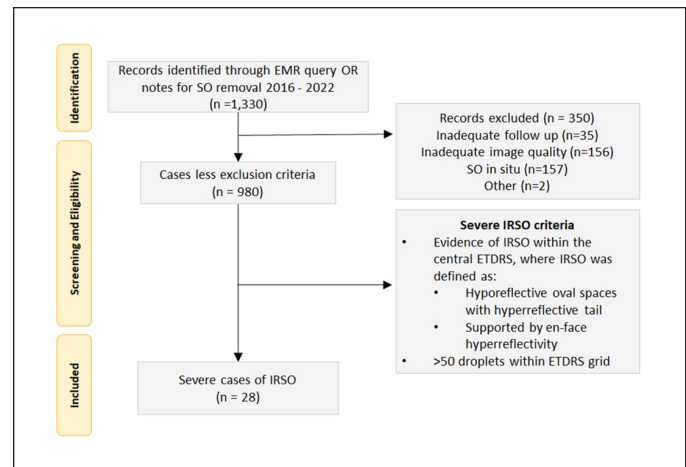 Identification
Records identified through EMR query OR
notes for SO removal 2016 - 2022
(n =1,330)
Records excluded (n = 350)
Inadequate follow up (n=35)
Inadequate image quality (n=156)
SO in situ (n=157)
Other (n=2)
Screening and Eligibility
Cases less exclusion criteria
(n = 980)
Severe IRSO criteria
• Evidence of IRSO within the
central ETDRS, where IRSO was
defined as:
• Hyporeflective oval spaces
with hyperreflective tail
• Supported by en-face
hyperreflectivity
• >50 droplets within ETDRS grid
Included
Severe cases of IRSO
(n = 28)